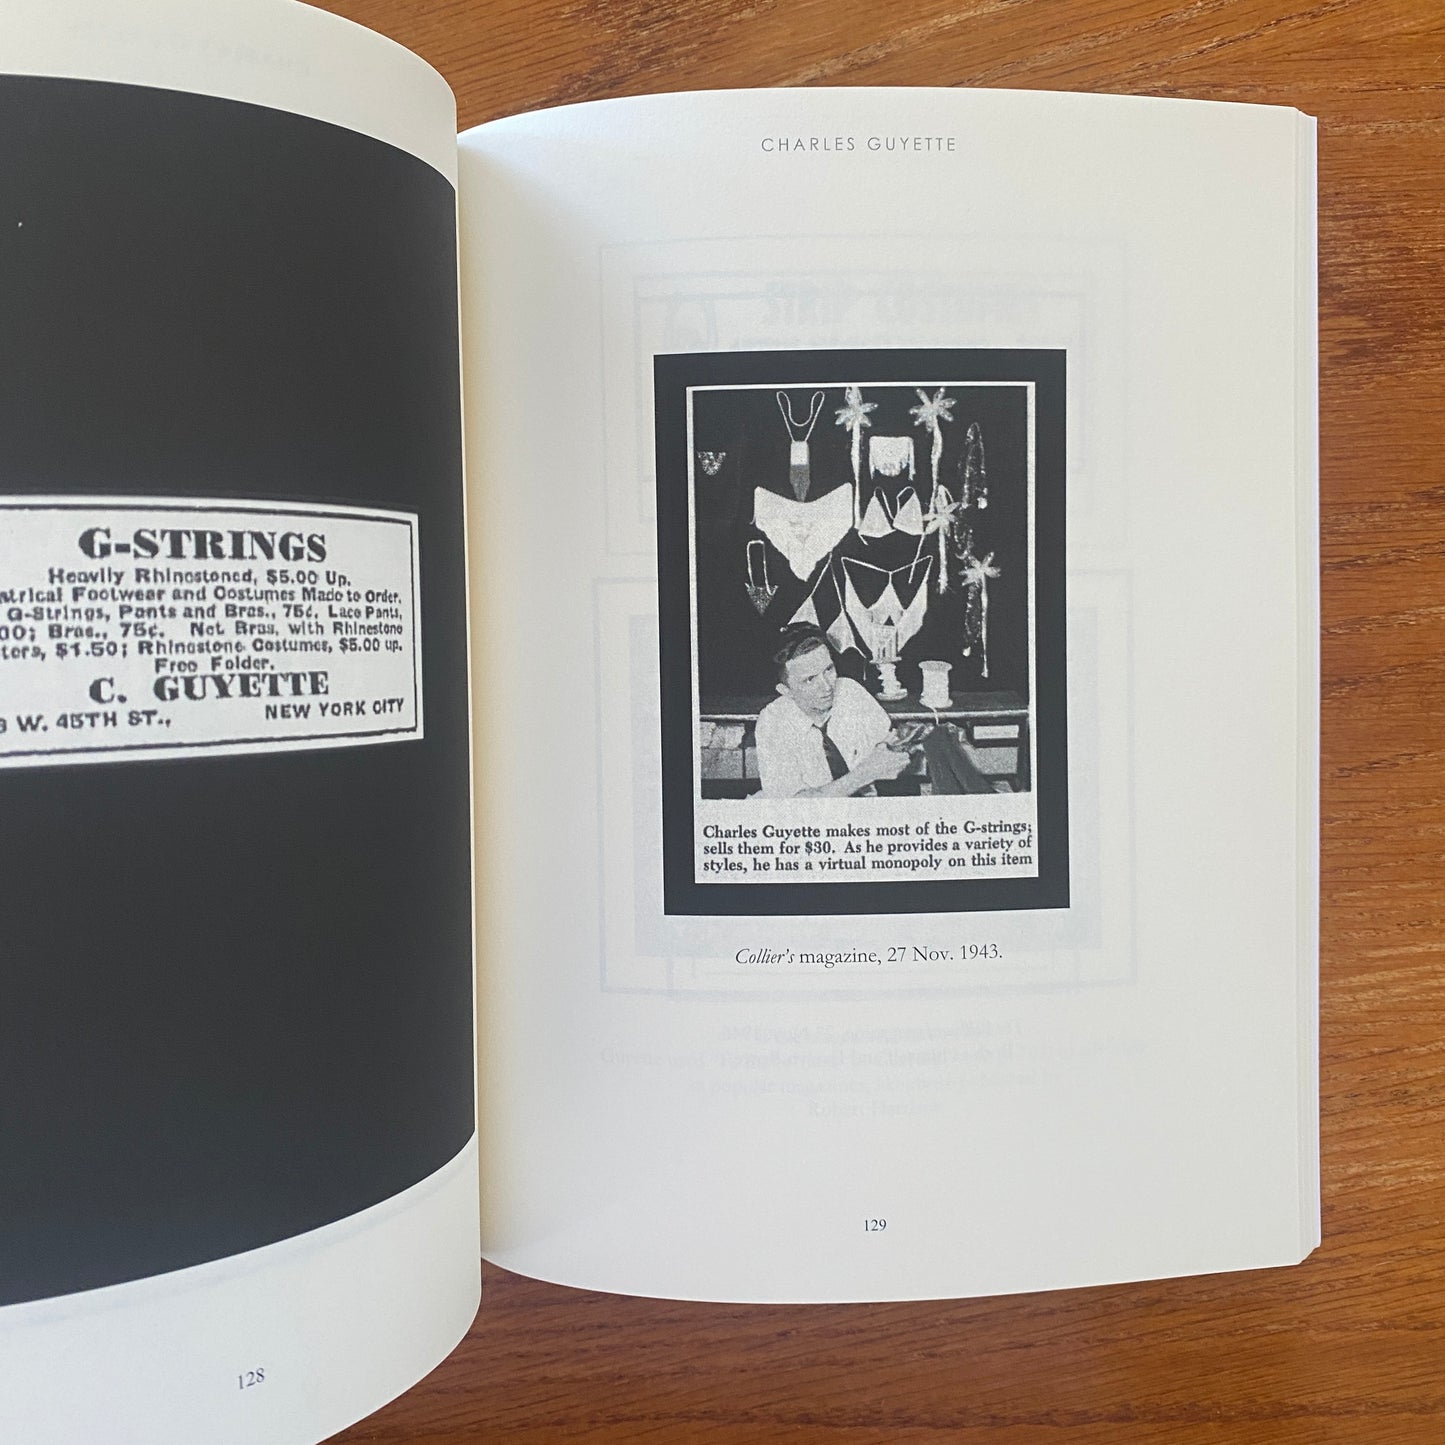 G-STRINGS
Heavily Rhinestoned, $5.00 Up.
Footwear and Costumes Made to Order.
G-Strings, Pants and Bras., 75¢. Lace Pants,
Bras., 75¢. Net Bras, with Rhinestone
$1.50; Rhinestone Costumes, $5.00 up.
Free Folder.
C. GUYETTE
W. 45TH ST., NEW YORK CITY
128
CHARLES GUYETTE
Charles Guyette makes most of the G-strings;
sells them for $30. As he provides a variety of
styles, he has a virtual monopoly on this item
Collier's magazine, 27 Nov. 1943.
129